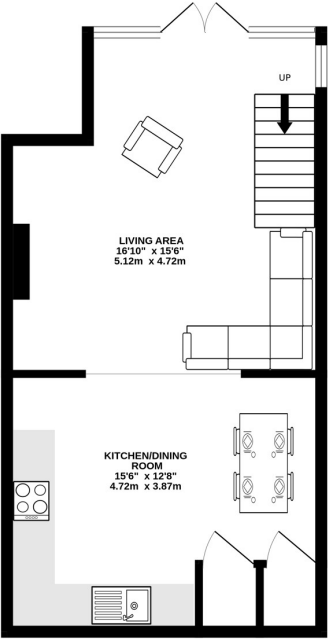 UP
LIVING AREA
16'10" x 15'6"
5.12m x 4.72m
KITCHEN/DINING
ROOM
15'6" x 12'8"
4.72m x 3.87m